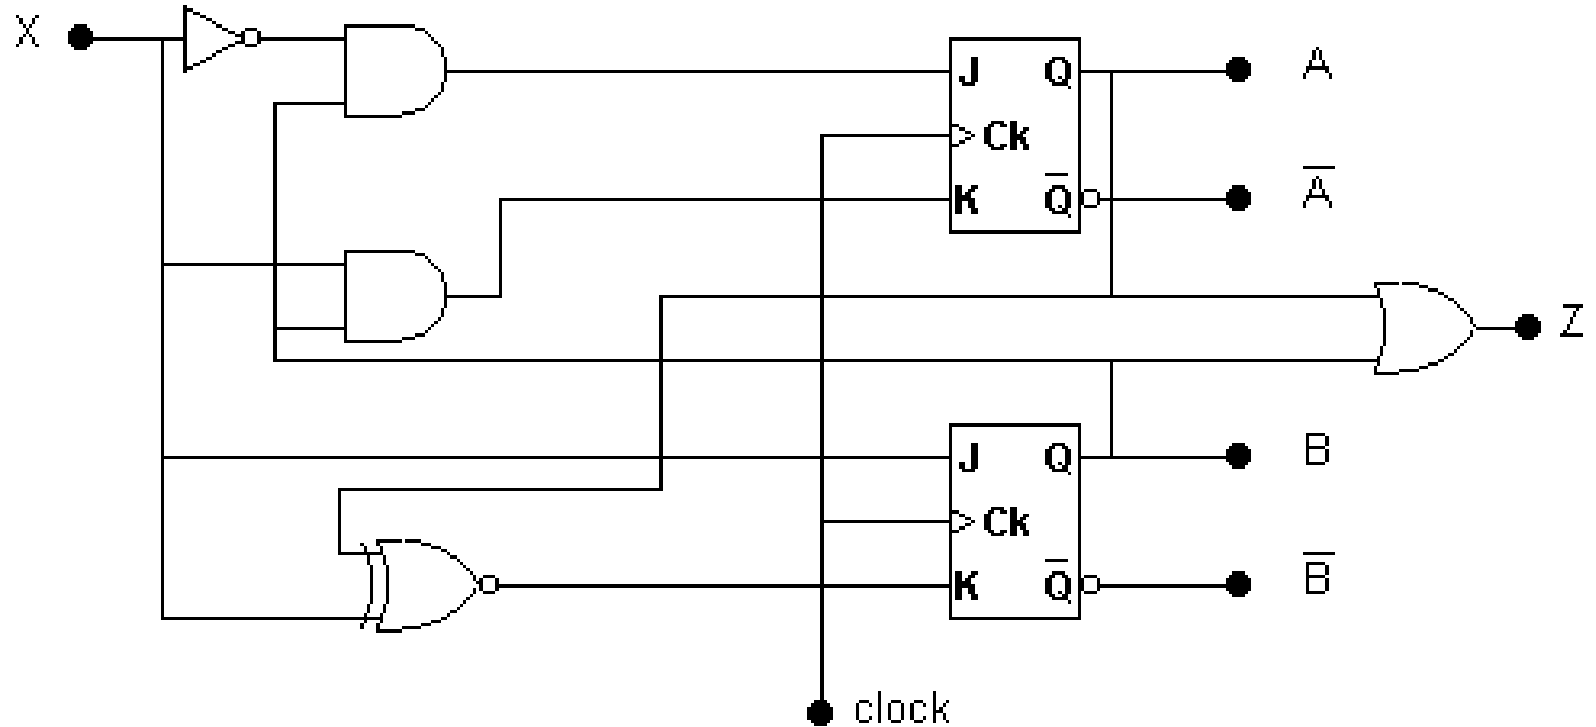 X
J Q A
Ck
K Q̅ A̅
Z
J Q B
Ck
K Q̅ B̅
clock